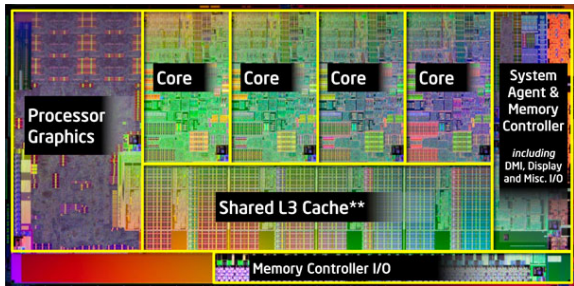 Processor
Graphics
Core
Core
Core
Core
System
Agent &
Memory
Controller
including
DMI, Display
and Misc. I/O
Shared L3 Cache**
Memory Controller I/O